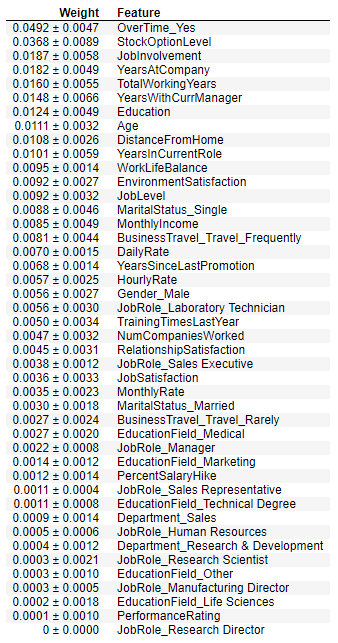 Weight Feature
0.0492 ± 0.0047 OverTime_Yes
0.0368 ± 0.0089 StockOptionLevel
0.0187 ± 0.0058 JobInvolvement
0.0182 ± 0.0049 YearsAtCompany
0.0160 ± 0.0055 TotalWorkingYears
0.0148 ± 0.0066 YearsWithCurrManager
0.0124 ± 0.0049 Education
0.0111 ± 0.0032 Age
0.0108 ± 0.0026 DistanceFromHome
0.0101 ± 0.0059 YearsInCurrentRole
0.0095 ± 0.0014 WorkLifeBalance
0.0092 ± 0.0027 EnvironmentSatisfaction
0.0092 ± 0.0032 JobLevel
0.0088 ± 0.0046 MaritalStatus_Single
0.0085 ± 0.0049 MonthlyIncome
0.0081 ± 0.0044 BusinessTravel_Travel_Frequently
0.0070 ± 0.0015 DailyRate
0.0068 ± 0.0014 YearsSinceLastPromotion
0.0057 ± 0.0025 HourlyRate
0.0056 ± 0.0027 Gender_Male
0.0056 ± 0.0030 JobRole_Laboratory Technician
0.0050 ± 0.0034 TrainingTimesLastYear
0.0047 ± 0.0032 NumCompaniesWorked
0.0045 ± 0.0031 RelationshipSatisfaction
0.0038 ± 0.0012 JobRole_Sales Executive
0.0036 ± 0.0033 JobSatisfaction
0.0035 ± 0.0023 MonthlyRate
0.0030 ± 0.0018 MaritalStatus_Married
0.0027 ± 0.0024 BusinessTravel_Travel_Rarely
0.0027 ± 0.0020 EducationField_Medical
0.0022 ± 0.0008 JobRole_Manager
0.0014 ± 0.0012 EducationField_Marketing
0.0012 ± 0.0014 PercentSalaryHike
0.0011 ± 0.0004 JobRole_Sales Representative
0.0011 ± 0.0008 EducationField_Technical Degree
0.0009 ± 0.0014 Department_Sales
0.0005 ± 0.0006 JobRole_Human Resources
0.0004 ± 0.0012 Department_Research & Development
0.0003 ± 0.0021 JobRole_Research Scientist
0.0003 ± 0.0010 EducationField_Other
0.0003 ± 0.0005 JobRole_Manufacturing Director
0.0002 ± 0.0018 EducationField_Life Sciences
0.0001 ± 0.0010 PerformanceRating
0 ± 0.0000 JobRole_Research Director